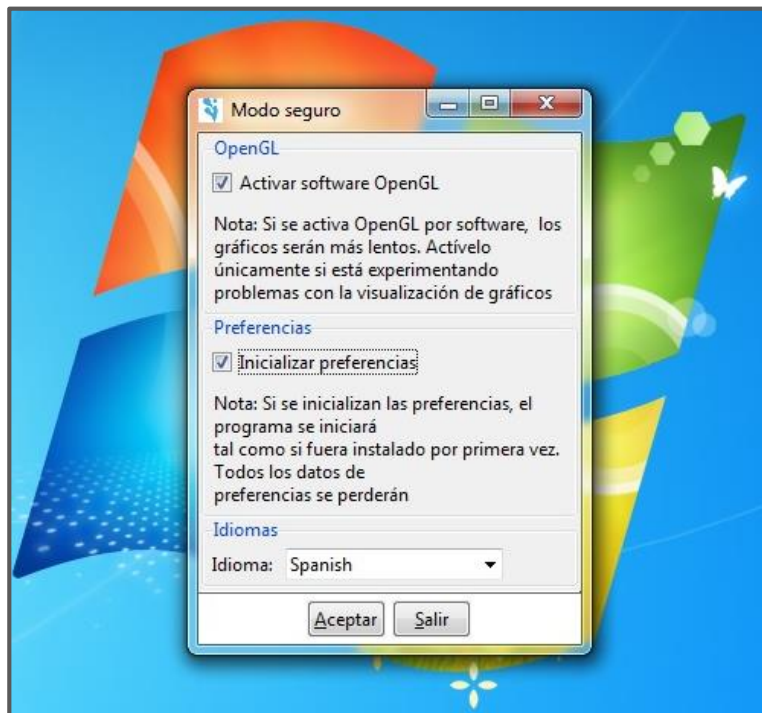 Modo seguro
OpenGL
Activar software OpenGL
Nota: Si se activa OpenGL por software, los
gráficos serán más lentos. Actívelo
únicamente si está experimentando
problemas con la visualización de gráficos
Preferencias
Inicializar preferencias
Nota: Si se inicializan las preferencias, el
programa se iniciará
tal como si fuera instalado por primera vez.
Todos los datos de
preferencias se perderán
Idiomas
Idioma: Spanish
Aceptar Salir